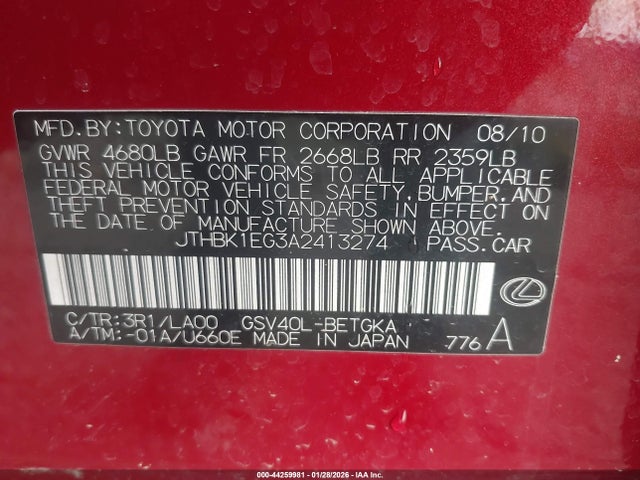 MFD.BY:TOYOTA MOTOR CORPORATION 08/10
GVWR 4680LB GAWR FR 2668LB RR 2359LB
THIS VEHICLE CONFORMS TO ALL APPLICABLE
FEDERAL MOTOR VEHICLE SAFETY,BUMPER,AND
THEFT PREVENTION STANDARDS IN EFFECT ON
THE DATE OF MANUFACTURE SHOWN ABOVE.
JTHBK1EG3A2413274 PASS.CAR
C/TR:3R1/LA00 GSV40L-BETGKA
A/TM:-01A/U660E MADE IN JAPAN 776 A
000-44259981 - 01/28/2026 - IAA Inc.